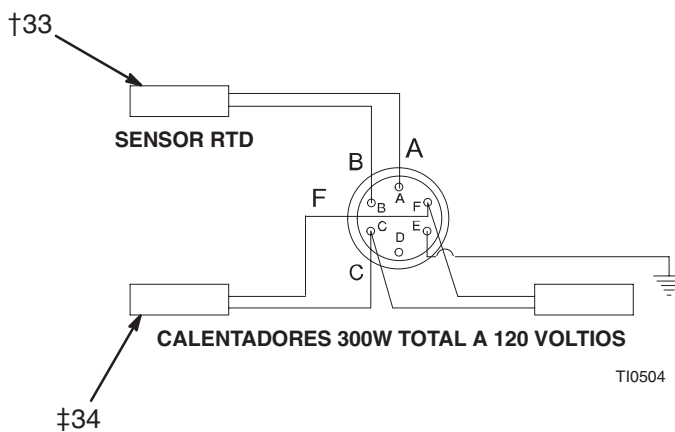 †33
SENSOR RTD
B
A
F
A
B
F
C
E
D
C
CALENTADORES 300W TOTAL A 120 VOLTIOS
TI0504
‡34